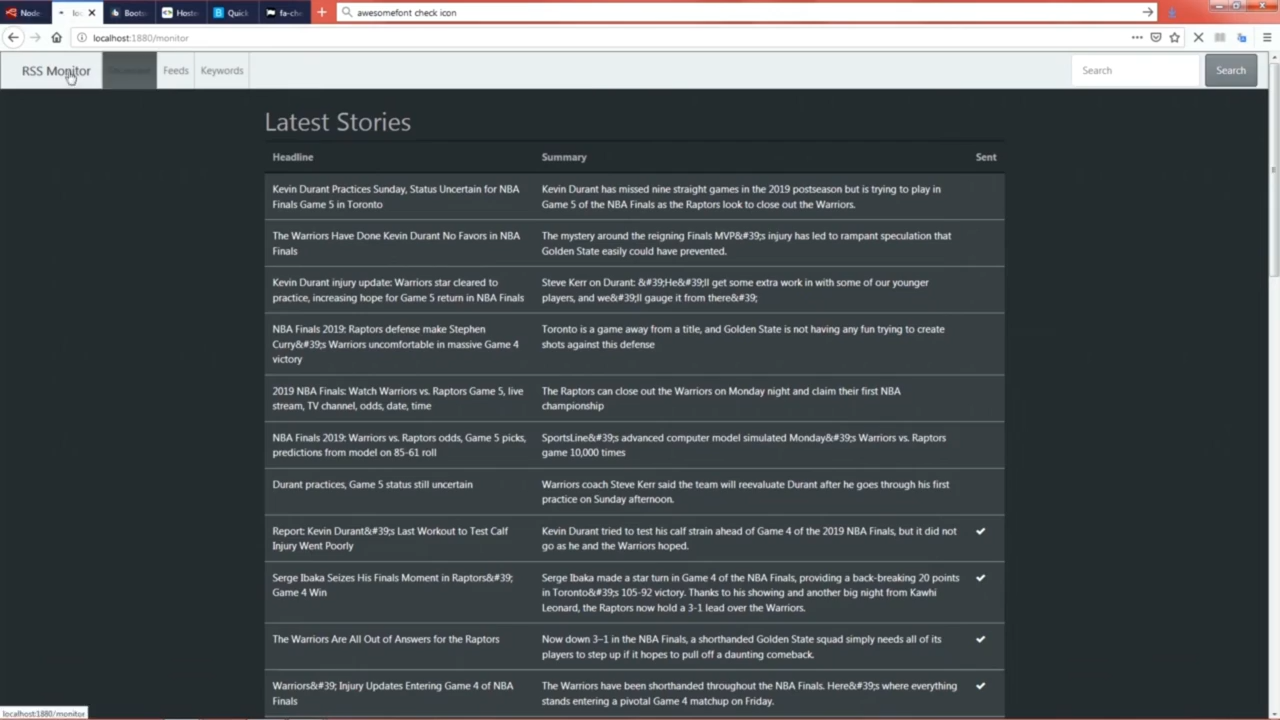 Node
loc
Boots
Hoste
Quick
fa-che
awesomefont check icon
localhost:1880/monitor
RSS Monitor
Feeds
Keywords
Search
Search
Latest Stories
Headline
Summary
Sent
Kevin Durant Practices Sunday, Status Uncertain for NBA
Finals Game 5 in Toronto
Kevin Durant has missed nine straight games in the 2019 postseason but is trying to play in
Game 5 of the NBA Finals as the Raptors look to close out the Warriors.
The Warriors Have Done Kevin Durant No Favors in NBA
Finals
The mystery around the reigning Finals MVP&#39;s injury has led to rampant speculation that
Golden State easily could have prevented.
Kevin Durant injury update: Warriors star cleared to
practice, increasing hope for Game 5 return in NBA Finals
Steve Kerr on Durant: &#39;He&#39;ll get some extra work in with some of our younger
players, and we&#39;ll gauge it from there&#39;
NBA Finals 2019: Raptors defense make Stephen
Curry&#39;s Warriors uncomfortable in massive Game 4
victory
Toronto is a game away from a title, and Golden State is not having any fun trying to create
shots against this defense
2019 NBA Finals: Watch Warriors vs. Raptors Game 5, live
stream, TV channel, odds, date, time
The Raptors can close out the Warriors on Monday night and claim their first NBA
championship
NBA Finals 2019: Warriors vs. Raptors odds, Game 5 picks,
predictions from model on 85-61 roll
SportsLine&#39;s advanced computer model simulated Monday&#39;s Warriors vs. Raptors
game 10,000 times
Durant practices, Game 5 status still uncertain
Warriors coach Steve Kerr said the team will reevaluate Durant after he goes through his first
practice on Sunday afternoon.
Report: Kevin Durant&#39;s Last Workout to Test Calf
Injury Went Poorly
Kevin Durant tried to test his calf strain ahead of Game 4 of the 2019 NBA Finals, but it did not
go as he and the Warriors hoped.
Serge Ibaka Seizes His Finals Moment in Raptors&#39;
Game 4 Win
Serge Ibaka made a star turn in Game 4 of the NBA Finals, providing a back-breaking 20 points
in Toronto&#39;s 105-92 victory. Thanks to his showing and another big night from Kawhi
Leonard, the Raptors now hold a 3-1 lead over the Warriors.
The Warriors Are All Out of Answers for the Raptors
Now down 3–1 in the NBA Finals, a shorthanded Golden State squad simply needs all of its
players to step up if it hopes to pull off a daunting comeback.
Warriors&#39; Injury Updates Entering Game 4 of NBA
Finals
The Warriors have been shorthanded throughout the NBA Finals. Here&#39;s where everything
stands entering a pivotal Game 4 matchup on Friday.
localhost:1880/monitor